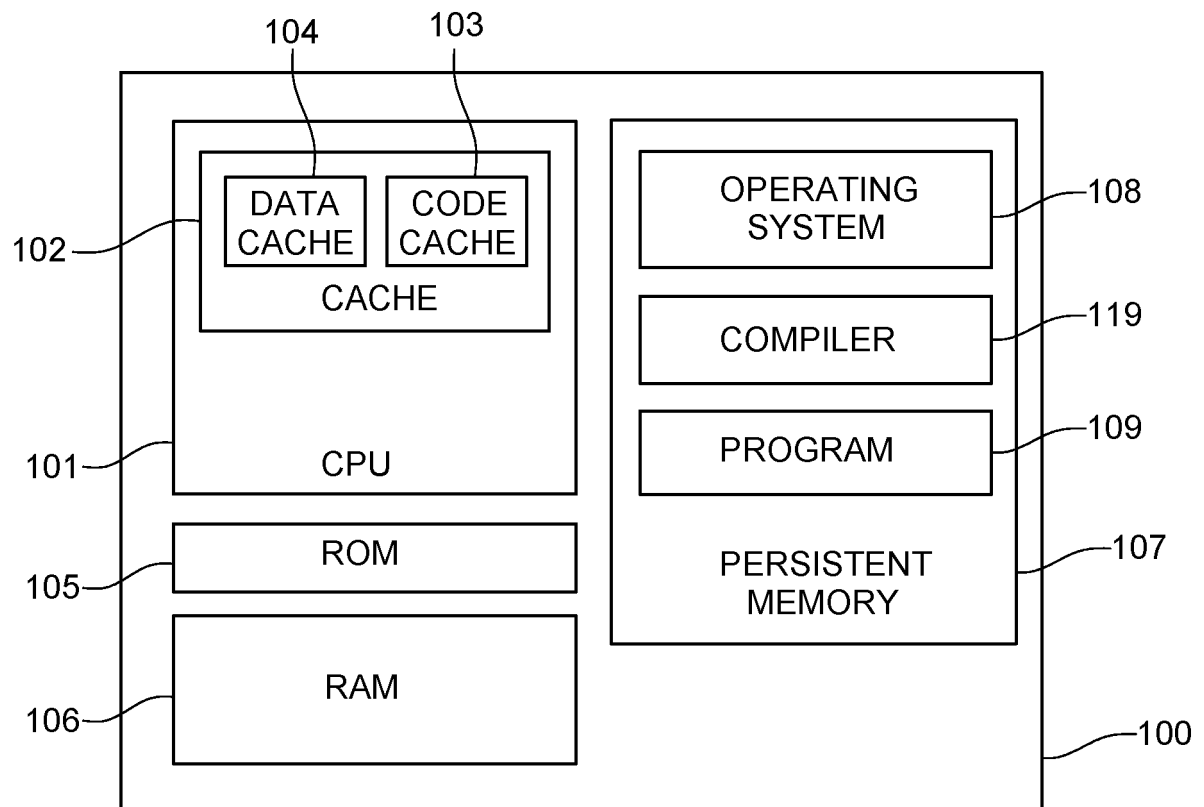 104
103
DATA
CACHE
CODE
CACHE
CACHE
102
101
CPU
ROM
105
RAM
106
OPERATING
SYSTEM
108
COMPILER
119
PROGRAM
109
PERSISTENT
MEMORY
107
100